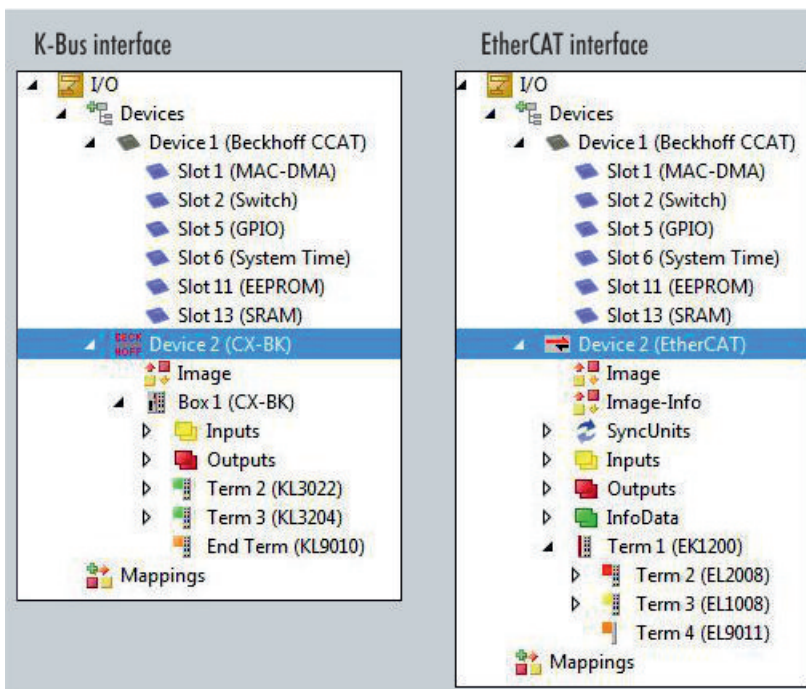 K-Bus interface
I/O
Devices
Device 1 (Beckhoff CCAT)
Slot 1 (MAC-DMA)
Slot 2 (Switch)
Slot 5 (GPIO)
Slot 6 (System Time)
Slot 11 (EEPROM)
Slot 13 (SRAM)
BECK
HOFF
Device 2 (CX-BK)
Image
Box 1 (CX-BK)
Inputs
Outputs
Term 2 (KL3022)
Term 3 (KL3204)
End Term (KL9010)
Mappings
EtherCAT interface
I/O
Devices
Device 1 (Beckhoff CCAT)
Slot 1 (MAC-DMA)
Slot 2 (Switch)
Slot 5 (GPIO)
Slot 6 (System Time)
Slot 11 (EEPROM)
Slot 13 (SRAM)
Device 2 (EtherCAT)
Image
Image-Info
SyncUnits
Inputs
Outputs
InfoData
Term 1 (EK1200)
Term 2 (EL2008)
Term 3 (EL1008)
Term 4 (EL9011)
Mappings